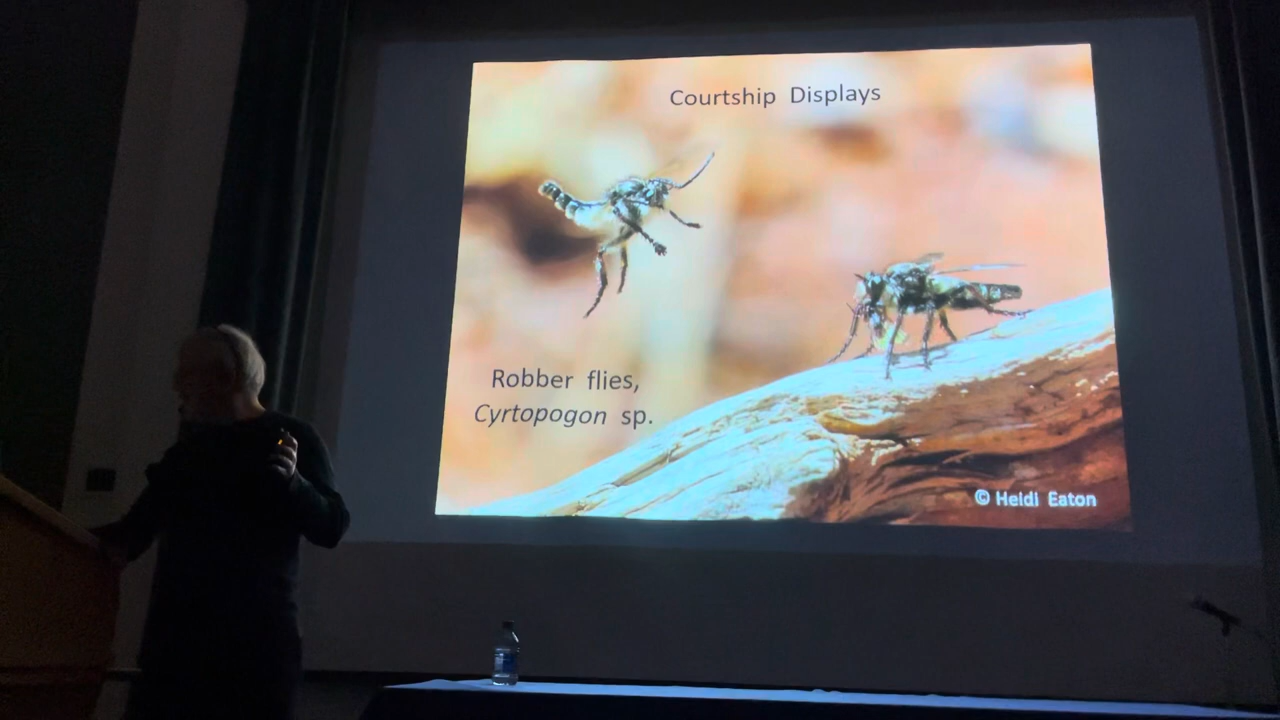 Courtship Displays
Robber flies,
Cyrtopogon sp.
© Heidi Eaton